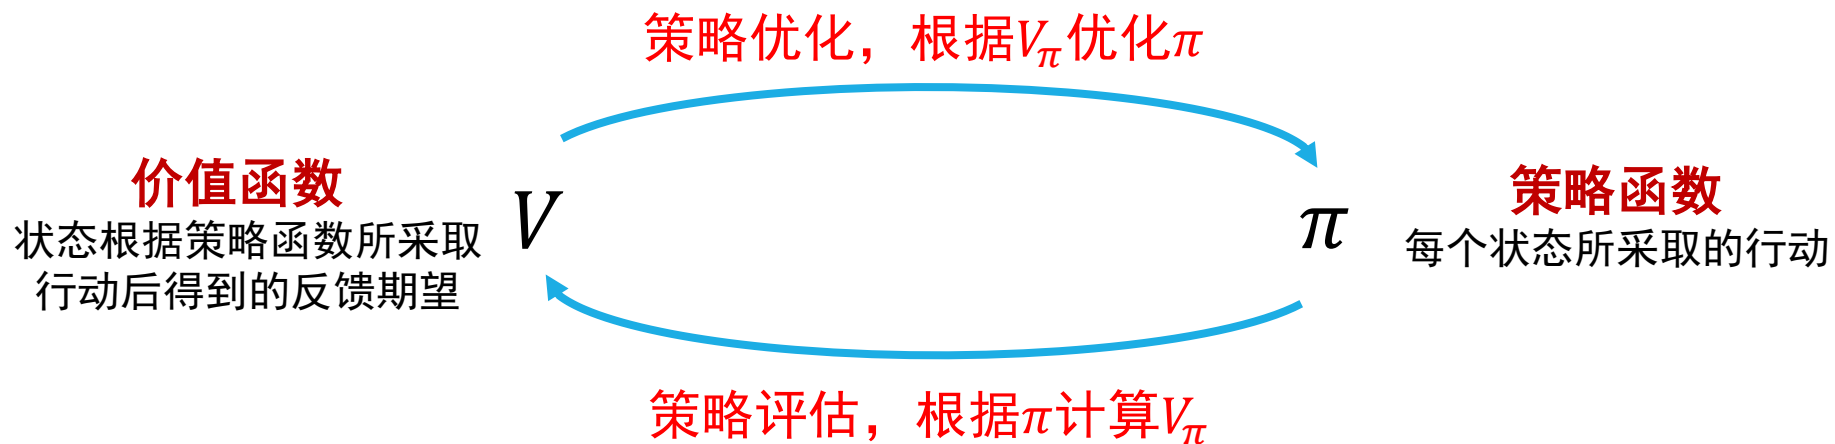 策略优化，根据V_π优化π
价值函数
状态根据策略函数所采取
行动后得到的反馈期望
V
π
策略函数
每个状态所采取的行动
策略评估，根据π计算V_π